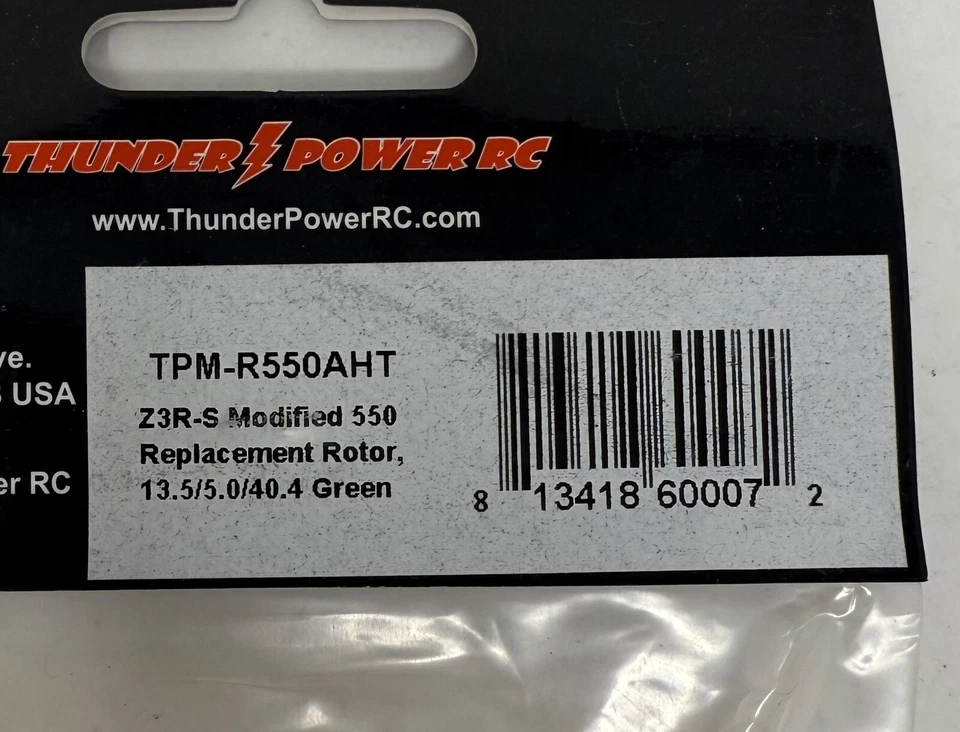 THUNDER POWER RC
www.ThunderPowerRC.com
ve.
USA
er RC
TPM-R550AHT
Z3R-S Modified 550
Replacement Rotor,
13.5/5.0/40.4 Green
8 13418 60007 2